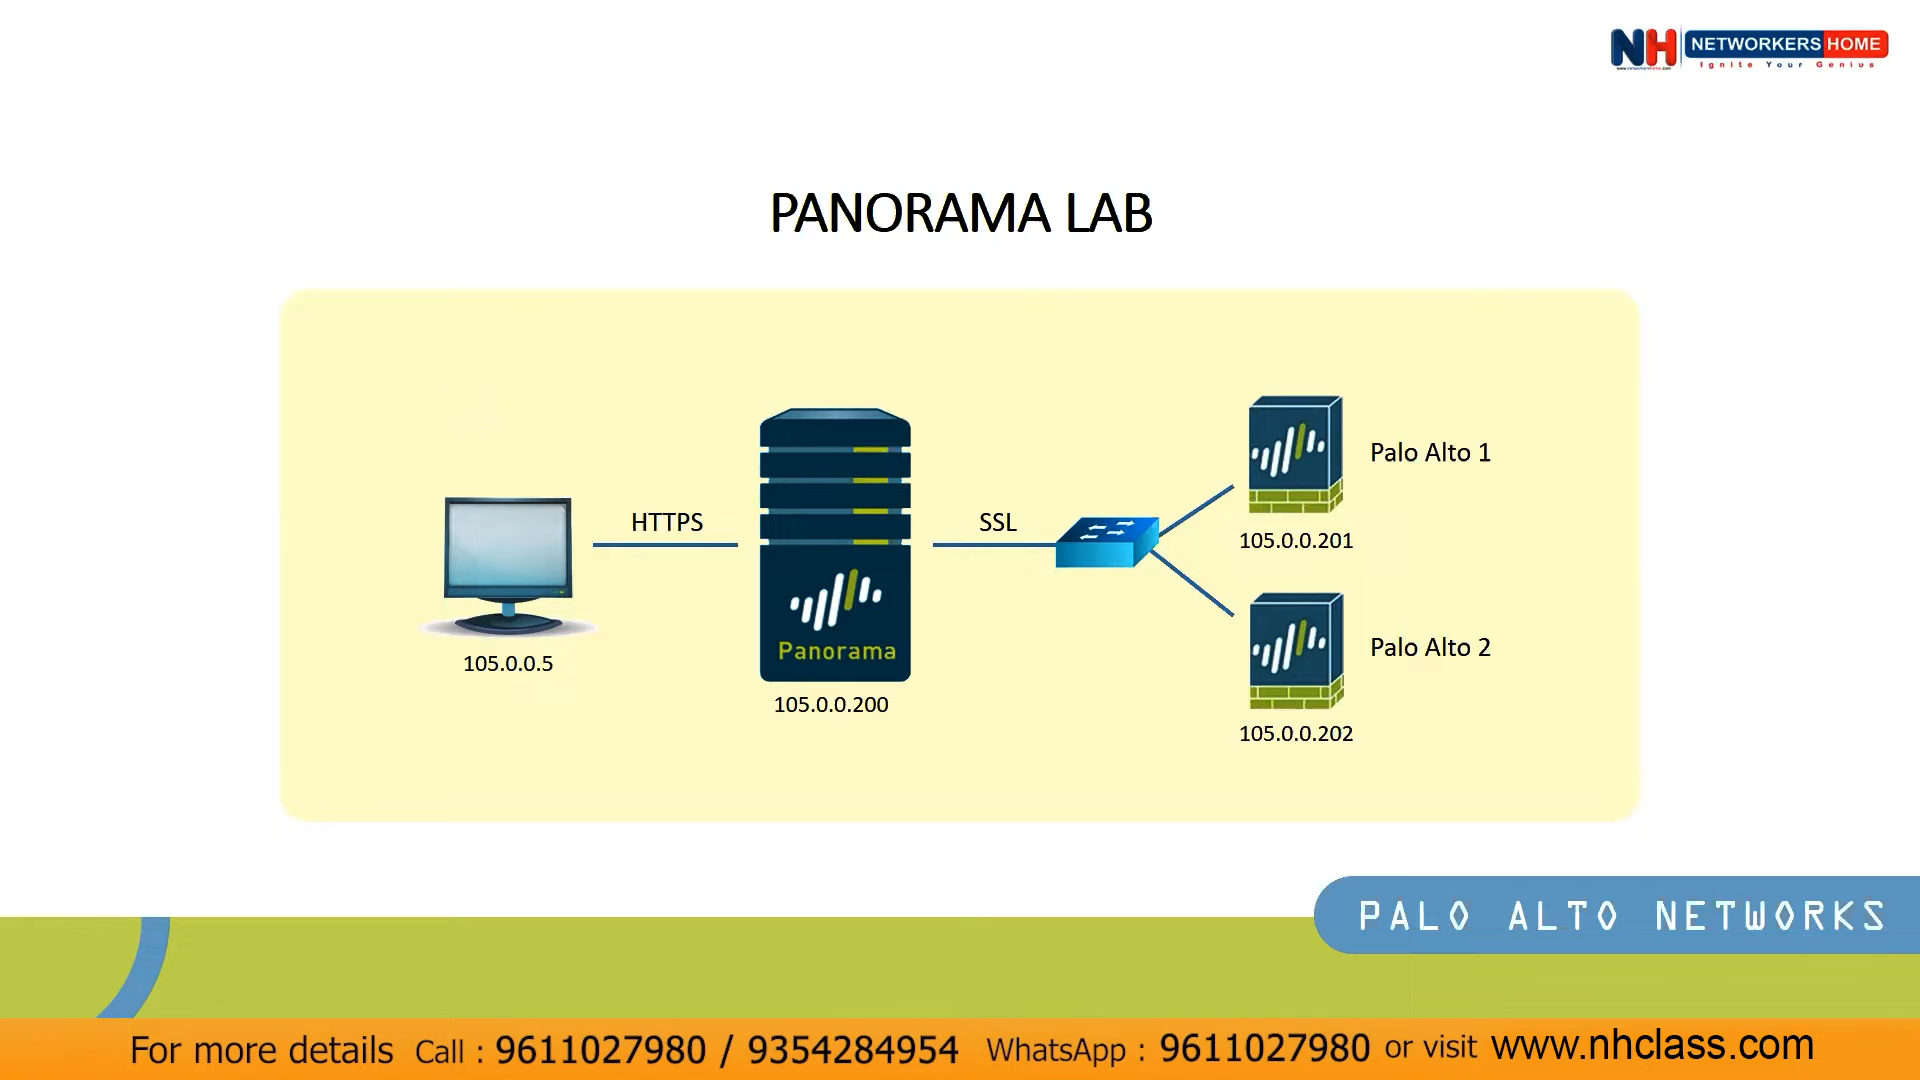 NH NETWORKERS HOME
Ignite Your Genius
PANORAMA LAB
HTTPS
SSL
Panorama
105.0.0.5
105.0.0.200
Palo Alto 1
105.0.0.201
Palo Alto 2
105.0.0.202
PALO ALTO NETWORKS
For more details Call : 9611027980 / 9354284954 WhatsApp : 9611027980 or visit www.nhclass.com